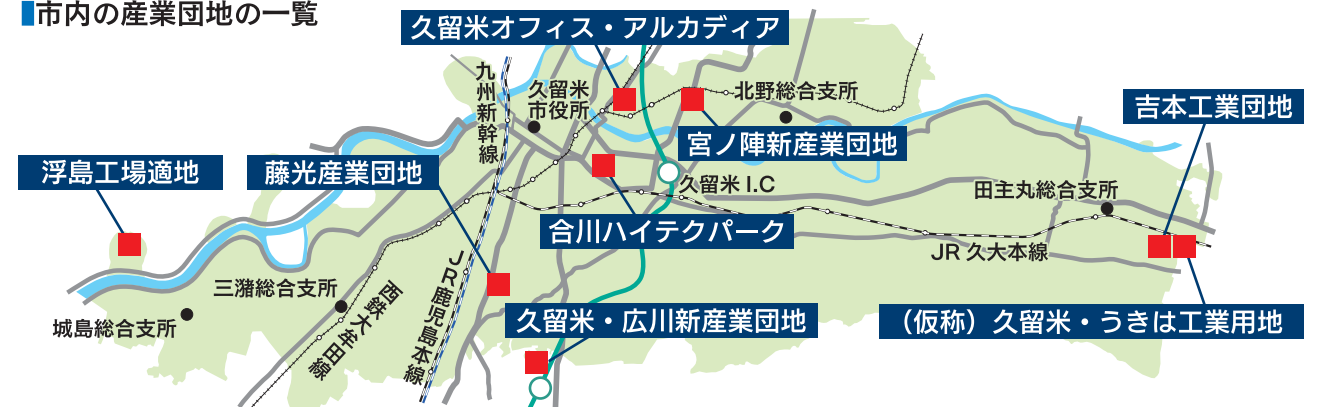 市内の産業団地の一覧
久留米オフィス・アルカディア
九州新幹線
久留米
市役所
北野総合支所
吉本工業団地
宮ノ陣新産業団地
浮島工場適地
藤光産業団地
久留米 I.C
田主丸総合支所
合川ハイテクパーク
JR 久大本線
三潴総合支所
西鉄大牟田線
JR鹿児島本線
城島総合支所
久留米・広川新産業団地
（仮称）久留米・うきは工業用地